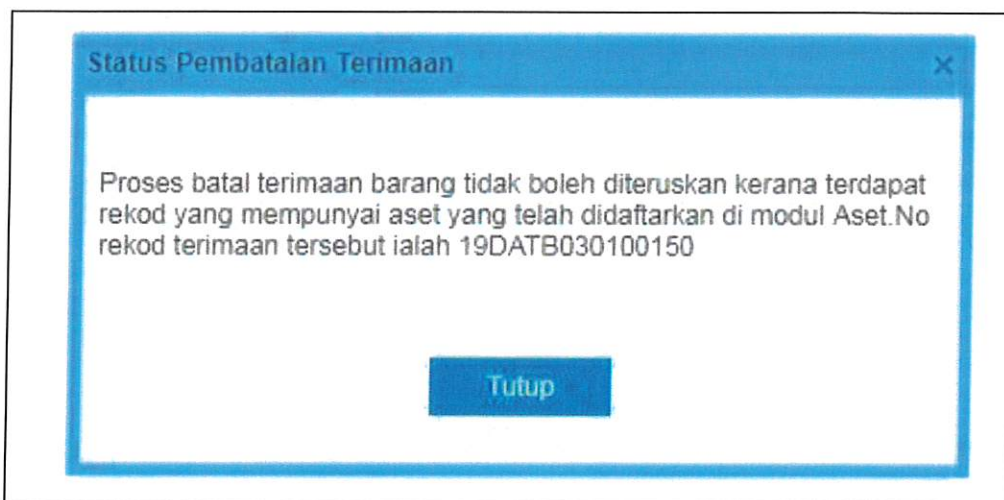 Status Pembatalan Terimaan
Proses batal terimaan barang tidak boleh diteruskan kerana terdapat
rekod yang mempunyai aset yang telah didaftarkan di modul Aset.No
rekod terimaan tersebut ialah 19DATB030100150
Tutup